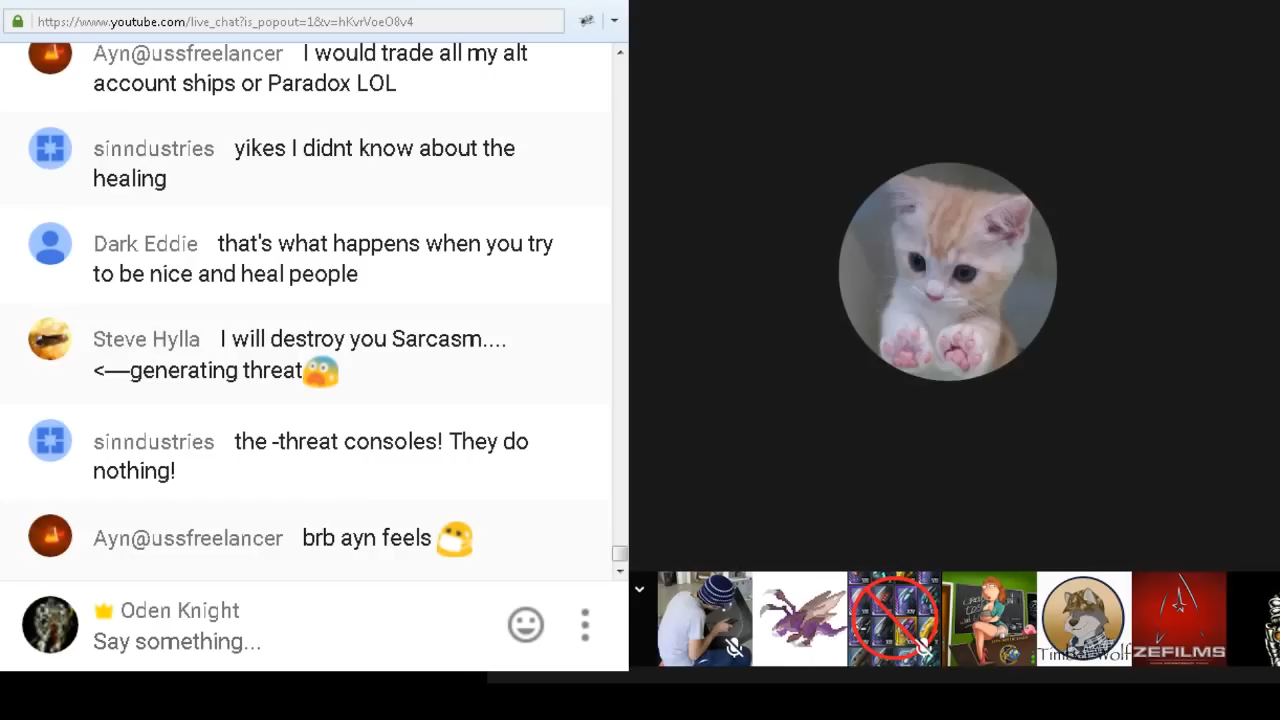 https://www.youtube.com/live_chat?is_popout=1&v=hKvrVoeO8v4
Ayn@ussfreelancer I would trade all my alt
account ships or Paradox LOL
sinndustries yikes I didnt know about the
healing
Dark Eddie that's what happens when you try
to be nice and heal people
Steve Hylla I will destroy you Sarcasm....
<—generating threat
sinndustries the -threat consoles! They do
nothing!
Ayn@ussfreelancer brb ayn feels
Oden Knight
Say something...
Timber Wolf
ZEFILMS